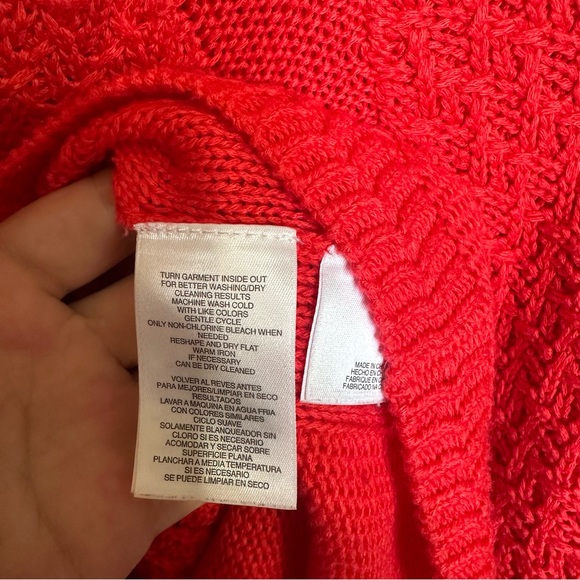 TURN GARMENT INSIDE OUT
FOR BETTER WASHING/DRY
CLEANING RESULTS
MACHINE WASH COLD
WITH LIKE COLORS
GENTLE CYCLE
ONLY NON-CHLORINE BLEACH WHEN
NEEDED
RESHAPE AND DRY FLAT
WARM IRON
IF NECESSARY
CAN BE DRY CLEANED
VOLVER AL REVES ANTES
PARA MEJORES/LIMPIAR EN SECO
RESULTADOS
LAVAR A MAQUINA EN AGUA FRIA
CON COLORES SIMILARES
CICLO SUAVE
SOLAMENTE BLANQUEADOR SIN
CLORO SI ES NECESARIO
ACOMODAR Y SECAR SOBRE
SUPERFICIE PLANA
PLANCHAR A MEDIA TEMPERATURA
SI ES NECESARIO
SE PUEDE LIMPIAR EN SECO
MADE IN
HECHO EN
FABRIQUE EN
FABRICADO NA